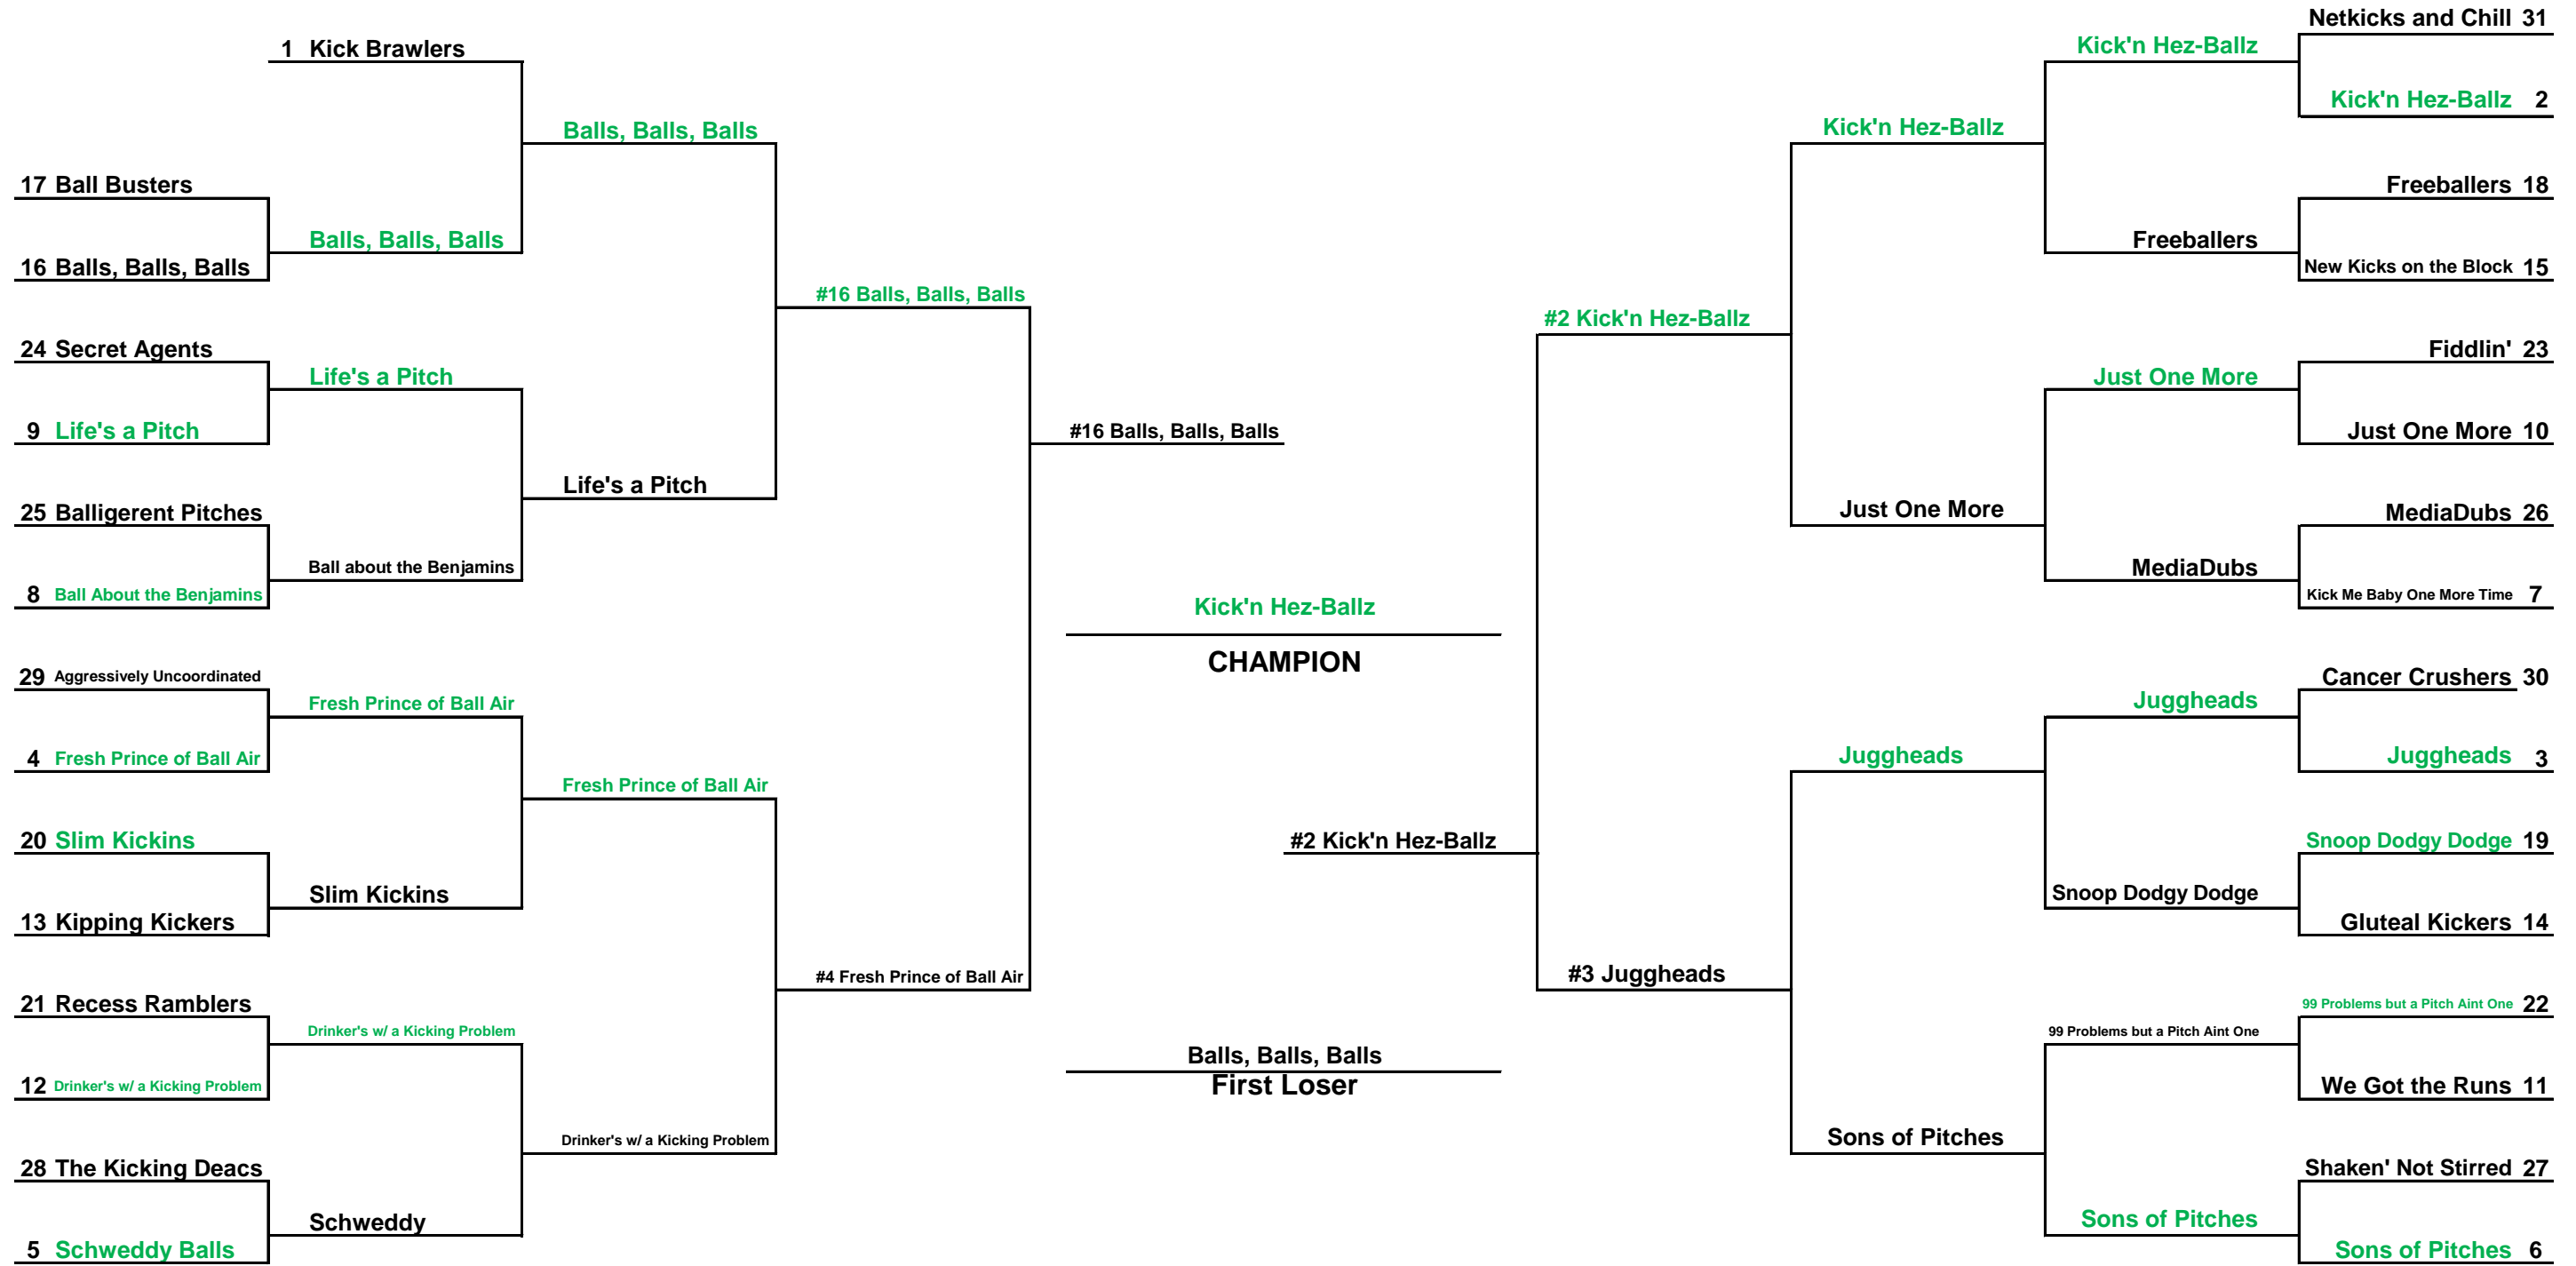 1 Kick Brawlers
17 Ball Busters
16 Balls, Balls, Balls
24 Secret Agents
9 Life's a Pitch
25 Balligerent Pitches
8 Ball About the Benjamins
29 Aggressively Uncoordinated
4 Fresh Prince of Ball Air
20 Slim Kickins
13 Kipping Kickers
21 Recess Ramblers
12 Drinker's w/ a Kicking Problem
28 The Kicking Deacs
5 Schweddy Balls
Balls, Balls, Balls
Life's a Pitch
Ball about the Benjamins
Fresh Prince of Ball Air
Slim Kickins
Drinker's w/ a Kicking Problem
Schweddy
Balls, Balls, Balls
Life's a Pitch
Fresh Prince of Ball Air
Drinker's w/ a Kicking Problem
#16 Balls, Balls, Balls
#4 Fresh Prince of Ball Air
#16 Balls, Balls, Balls
Kick'n Hez-Ballz
CHAMPION
#2 Kick'n Hez-Ballz
Balls, Balls, Balls
First Loser
#2 Kick'n Hez-Ballz
#3 Juggheads
Kick'n Hez-Ballz
Just One More
Juggheads
Sons of Pitches
Kick'n Hez-Ballz
Freeballers
Just One More
MediaDubs
Juggheads
Snoop Dodgy Dodge
99 Problems but a Pitch Aint One
Sons of Pitches
Netkicks and Chill 31
Kick'n Hez-Ballz 2
Freeballers 18
New Kicks on the Block 15
Fiddlin' 23
Just One More 10
MediaDubs 26
Kick Me Baby One More Time 7
Cancer Crushers 30
Juggheads 3
Snoop Dodgy Dodge 19
Gluteal Kickers 14
99 Problems but a Pitch Aint One 22
We Got the Runs 11
Shaken' Not Stirred 27
Sons of Pitches 6